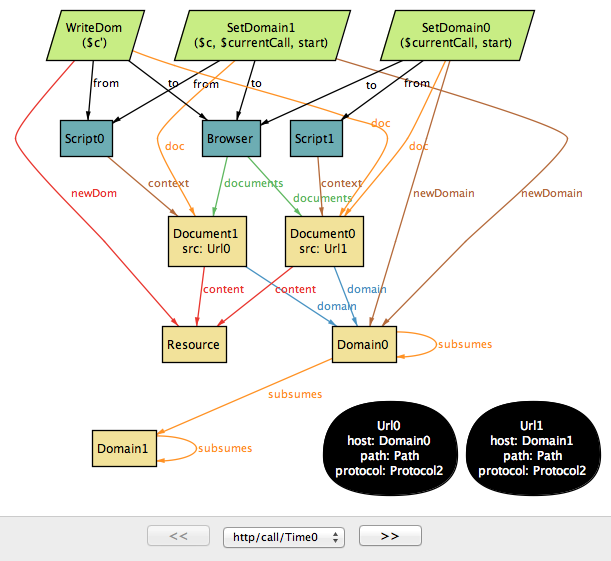 WriteDom
($c')
SetDomain1
($c, $currentCall, start)
SetDomain0
($currentCall, start)
from
to
from
to
to
from
doc
Script0
Browser
Script1
doc
doc
newDom
context
documents
documents
context
newDomain
newDomain
Document1
src: Url0
Document0
src: Url1
content
content
domain
domain
Resource
Domain0
subsumes
subsumes
Domain1
subsumes
Url0
host: Domain0
path: Path
protocol: Protocol2
Url1
host: Domain1
path: Path
protocol: Protocol2
<<
http/call/Time0
>>